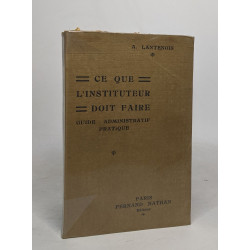 A. LANTENOIS
CE QUE
L'INSTITUTEUR
DOIT FAIRE
GUIDE ADMINISTRATIF
PRATIQUE
PARIS
FERNAND NATHAN